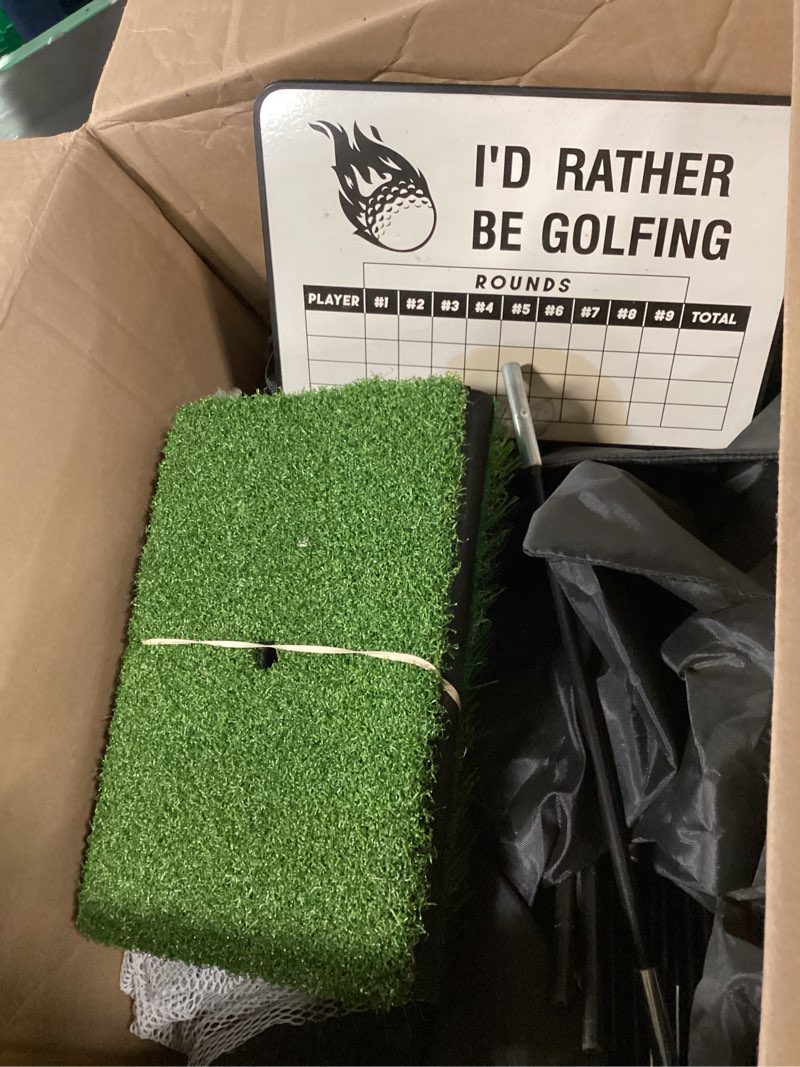 I'D RATHER
BE GOLFING
ROUNDS
PLAYER #1 #2 #3 #4 #5 #6 #7 #8 #9 TOTAL